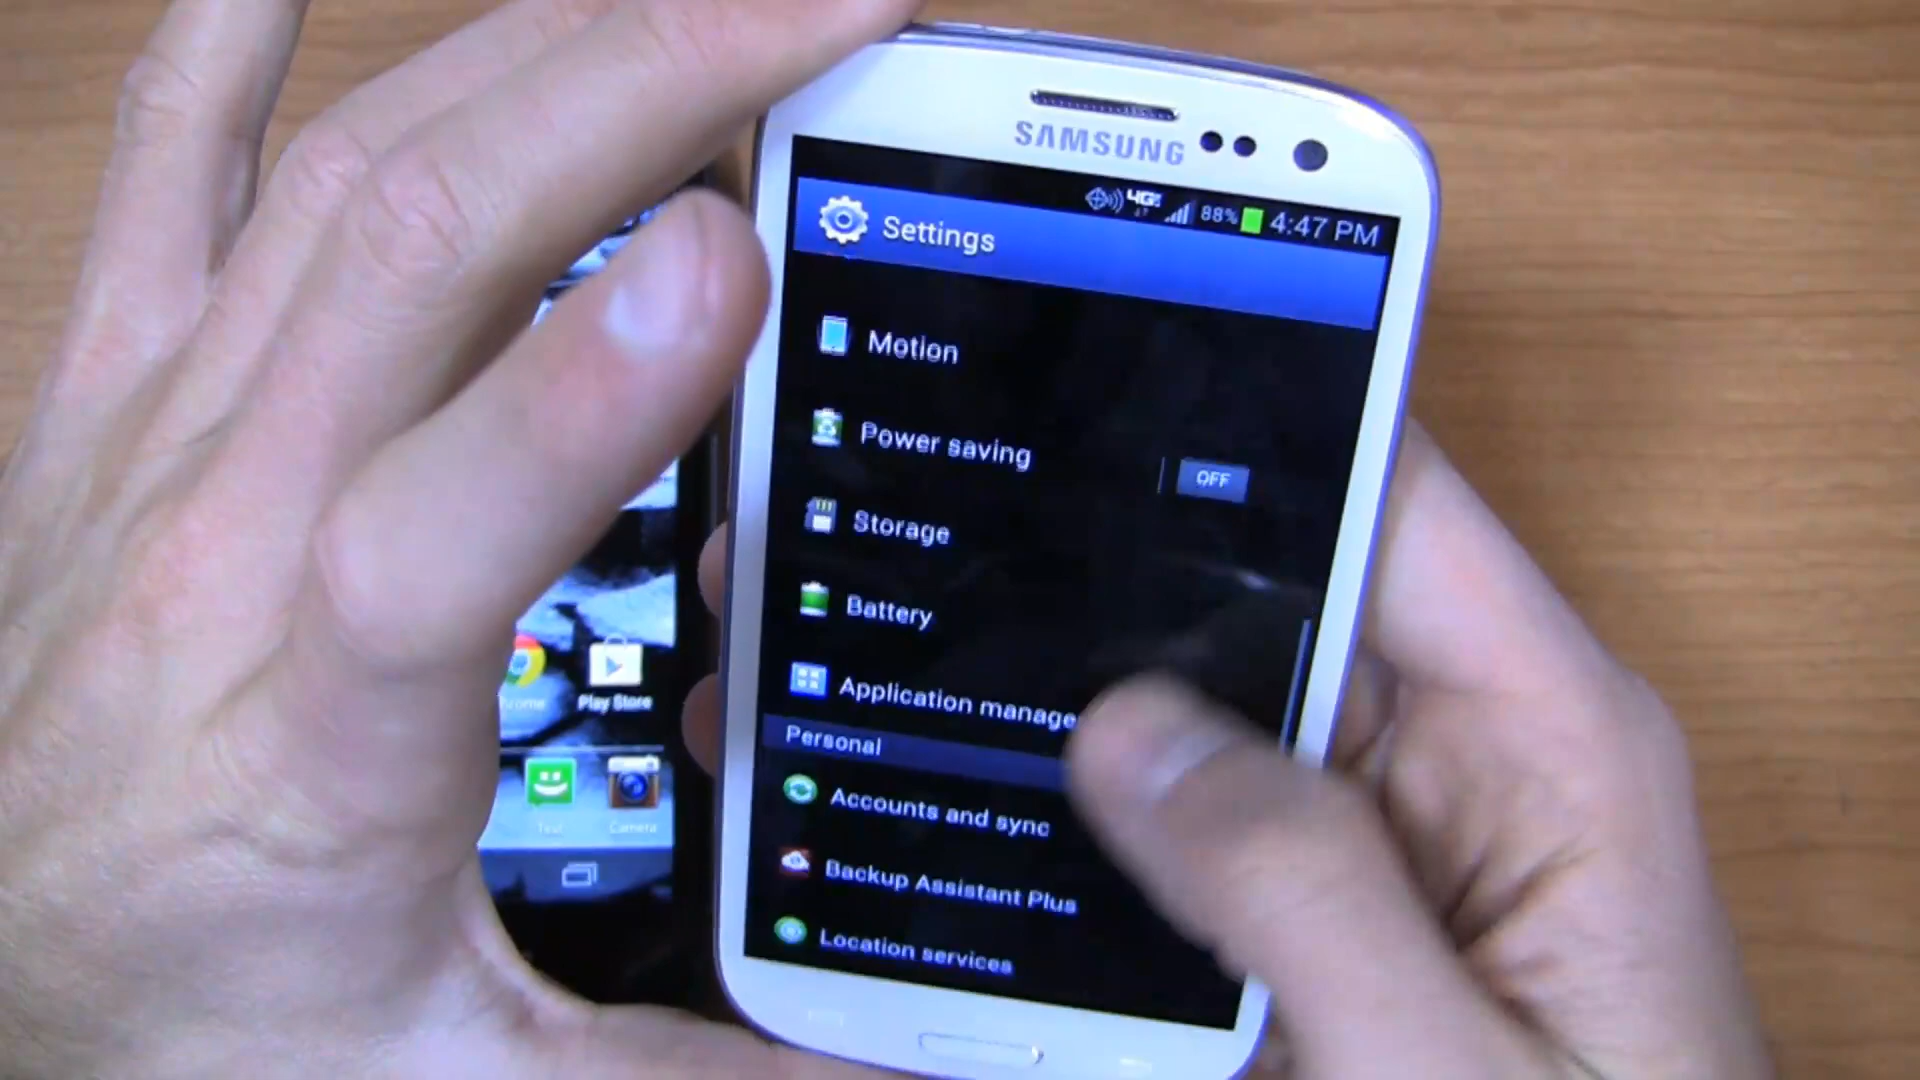 SAMSUNG
4G 88% 4:47 PM
Settings
Motion
Power saving
OFF
Storage
Battery
Application manage
Personal
Accounts and sync
Backup Assistant Plus
Location services
Play Store
Camera